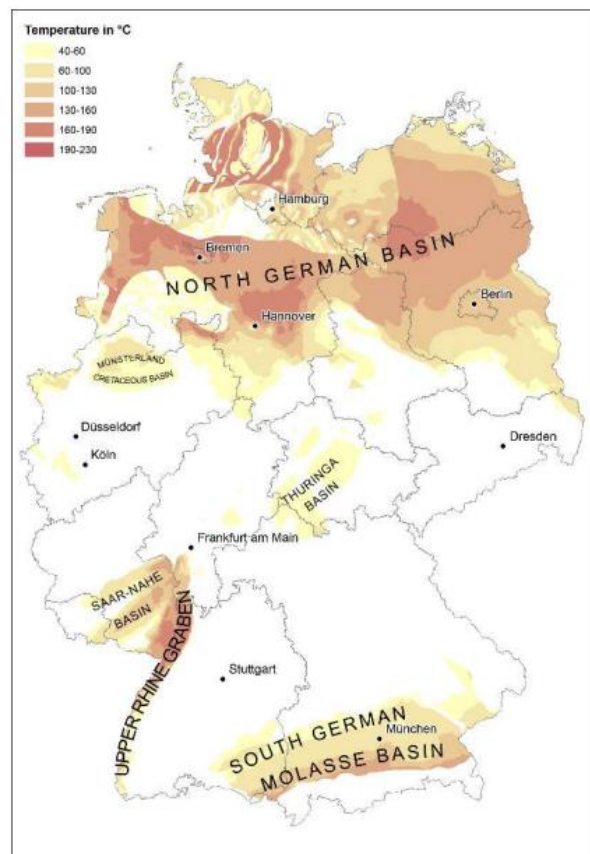 Temperature in °C
40-60
60-100
100-130
130-160
160-190
190-230
Hamburg
Bremen
NORTH GERMAN BASIN
Berlin
Hannover
MÜNSTERLAND
CRETACEOUS BASIN
Düsseldorf
Köln
Dresden
THURINGA
BASIN
Frankfurt am Main
SAAR-NAHE
BASIN
UPPER RHINE GRABEN
Stuttgart
SOUTH GERMAN
München
MOLASSE BASIN